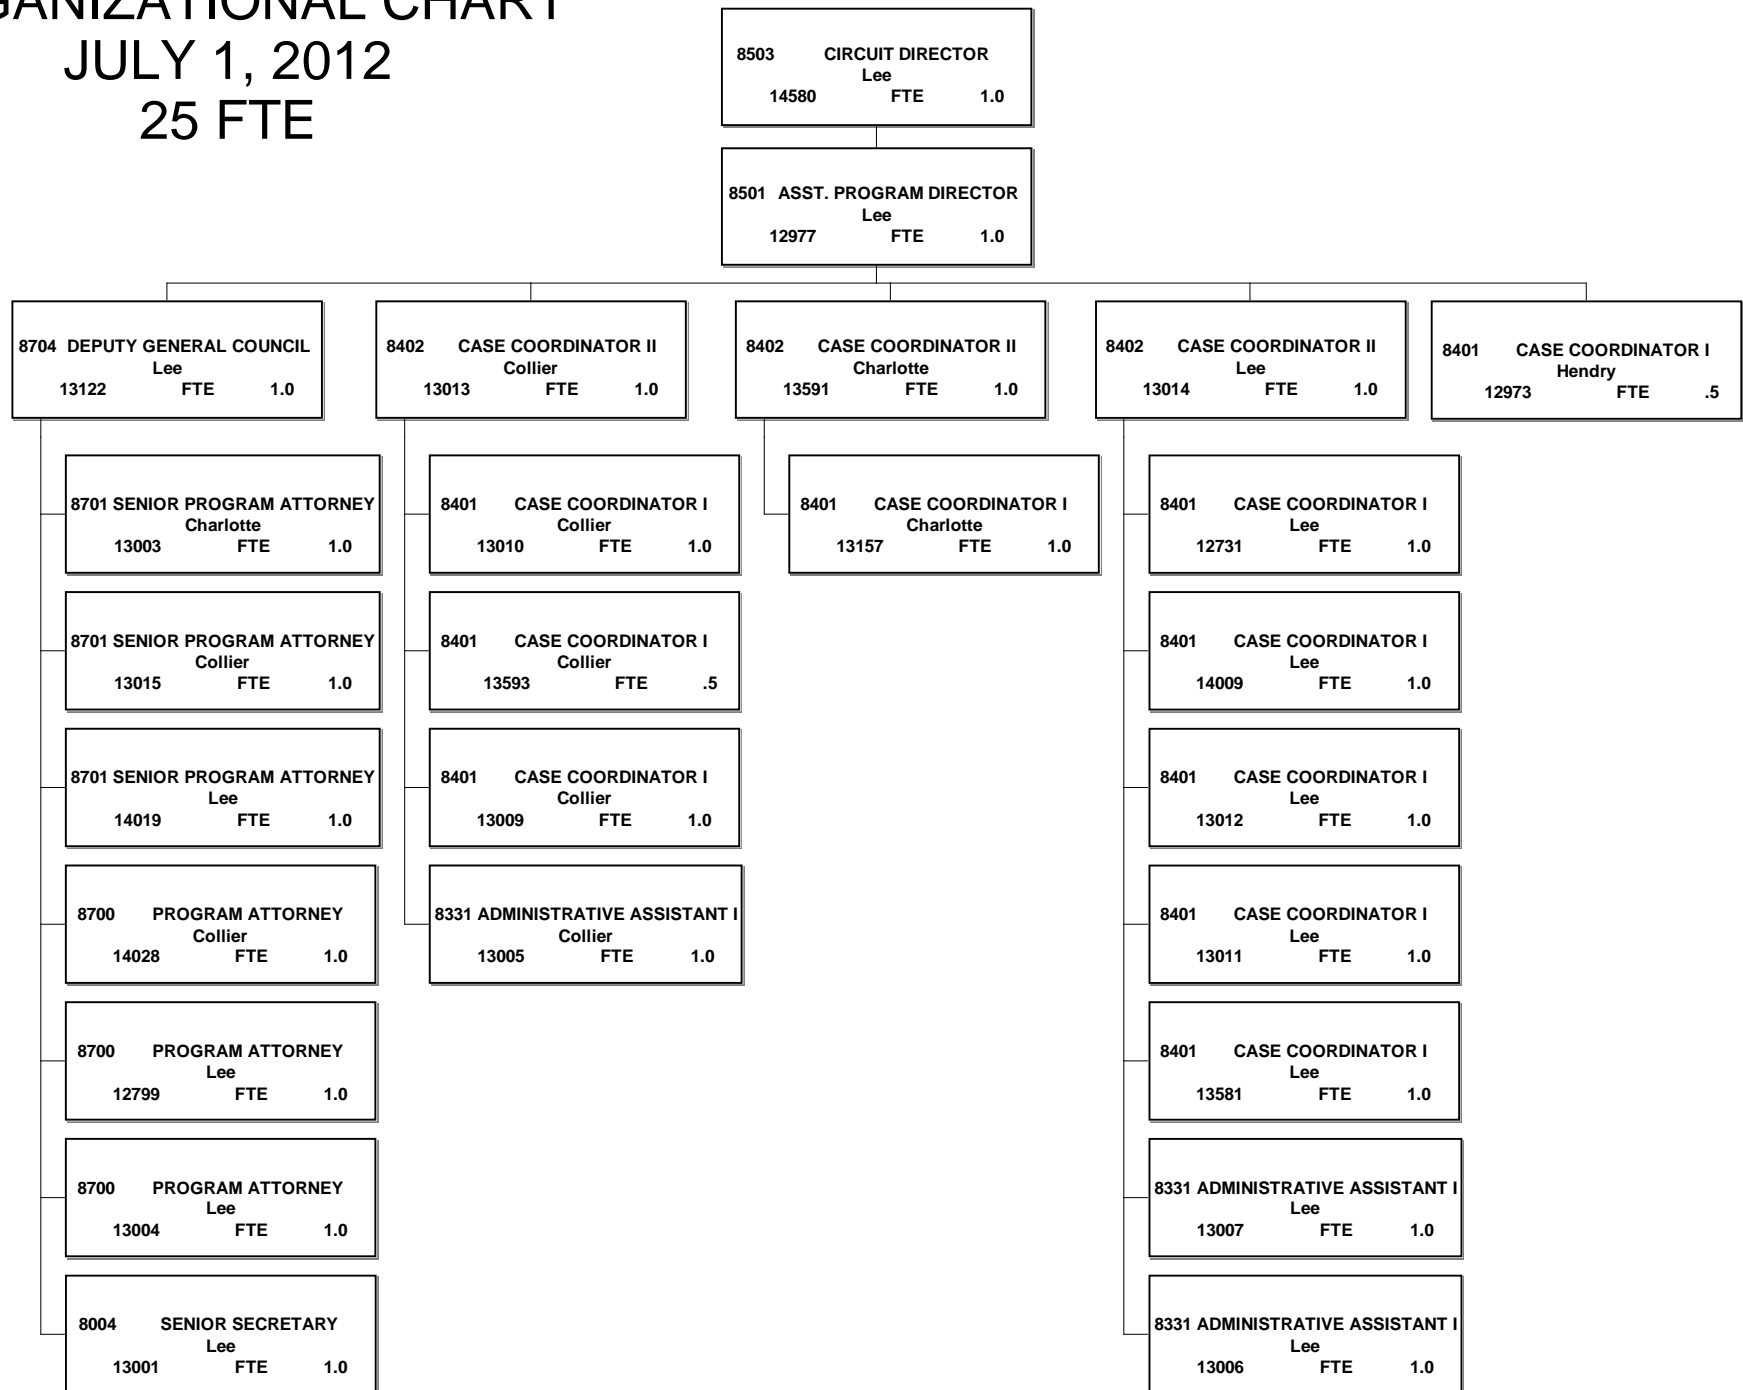 GANIZATIONAL CHART
JULY 1, 2012
25 FTE
8503 CIRCUIT DIRECTOR
Lee
14580 FTE 1.0
8501 ASST. PROGRAM DIRECTOR
Lee
12977 FTE 1.0
8704 DEPUTY GENERAL COUNCIL
Lee
13122 FTE 1.0
8402 CASE COORDINATOR II
Collier
13013 FTE 1.0
8402 CASE COORDINATOR II
Charlotte
13591 FTE 1.0
8402 CASE COORDINATOR II
Lee
13014 FTE 1.0
8401 CASE COORDINATOR I
Hendry
12973 FTE .5
8701 SENIOR PROGRAM ATTORNEY
Charlotte
13003 FTE 1.0
8701 SENIOR PROGRAM ATTORNEY
Collier
13015 FTE 1.0
8701 SENIOR PROGRAM ATTORNEY
Lee
14019 FTE 1.0
8700 PROGRAM ATTORNEY
Collier
14028 FTE 1.0
8700 PROGRAM ATTORNEY
Lee
12799 FTE 1.0
8700 PROGRAM ATTORNEY
Lee
13004 FTE 1.0
8004 SENIOR SECRETARY
Lee
13001 FTE 1.0
8401 CASE COORDINATOR I
Collier
13010 FTE 1.0
8401 CASE COORDINATOR I
Collier
13593 FTE .5
8401 CASE COORDINATOR I
Collier
13009 FTE 1.0
8331 ADMINISTRATIVE ASSISTANT I
Collier
13005 FTE 1.0
8401 CASE COORDINATOR I
Charlotte
13157 FTE 1.0
8401 CASE COORDINATOR I
Lee
12731 FTE 1.0
8401 CASE COORDINATOR I
Lee
14009 FTE 1.0
8401 CASE COORDINATOR I
Lee
13012 FTE 1.0
8401 CASE COORDINATOR I
Lee
13011 FTE 1.0
8401 CASE COORDINATOR I
Lee
13581 FTE 1.0
8331 ADMINISTRATIVE ASSISTANT I
Lee
13007 FTE 1.0
8331 ADMINISTRATIVE ASSISTANT I
Lee
13006 FTE 1.0